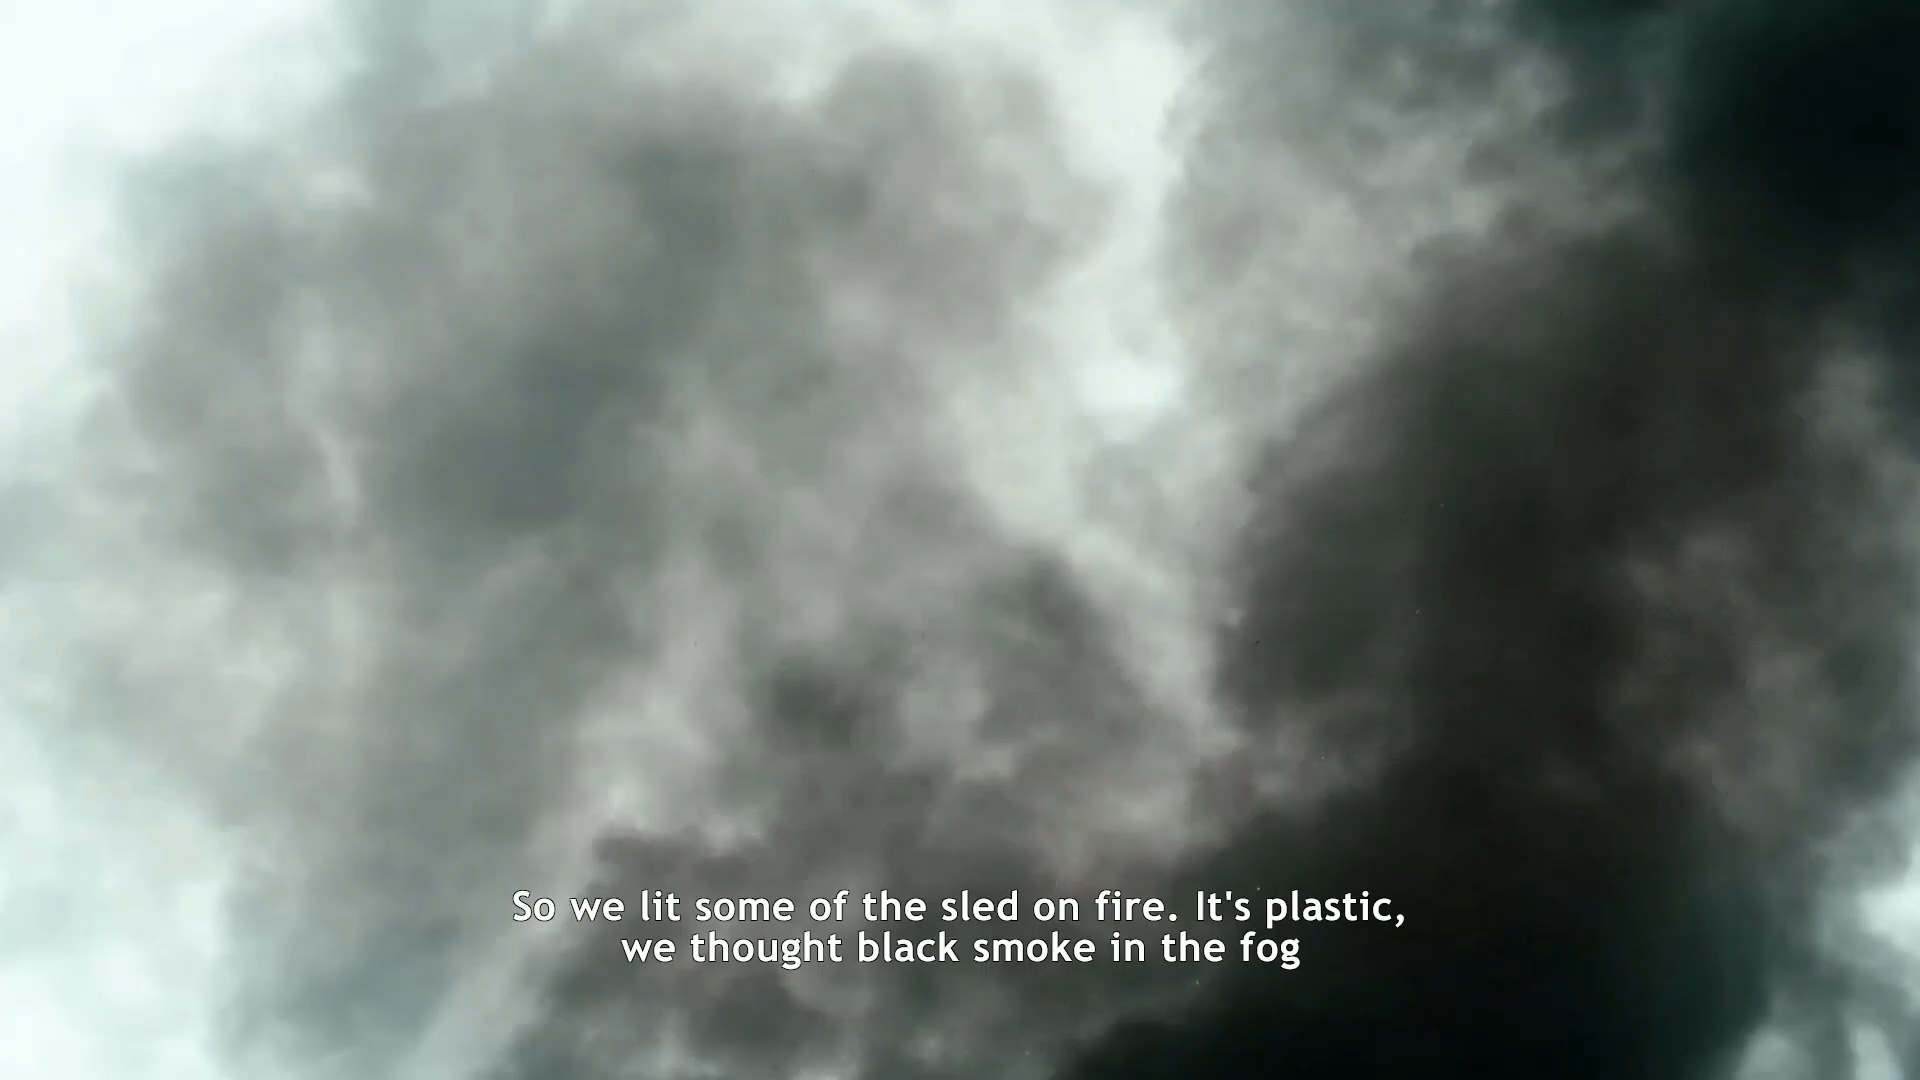 So we lit some of the sled on fire. It's plastic,
we thought black smoke in the fog